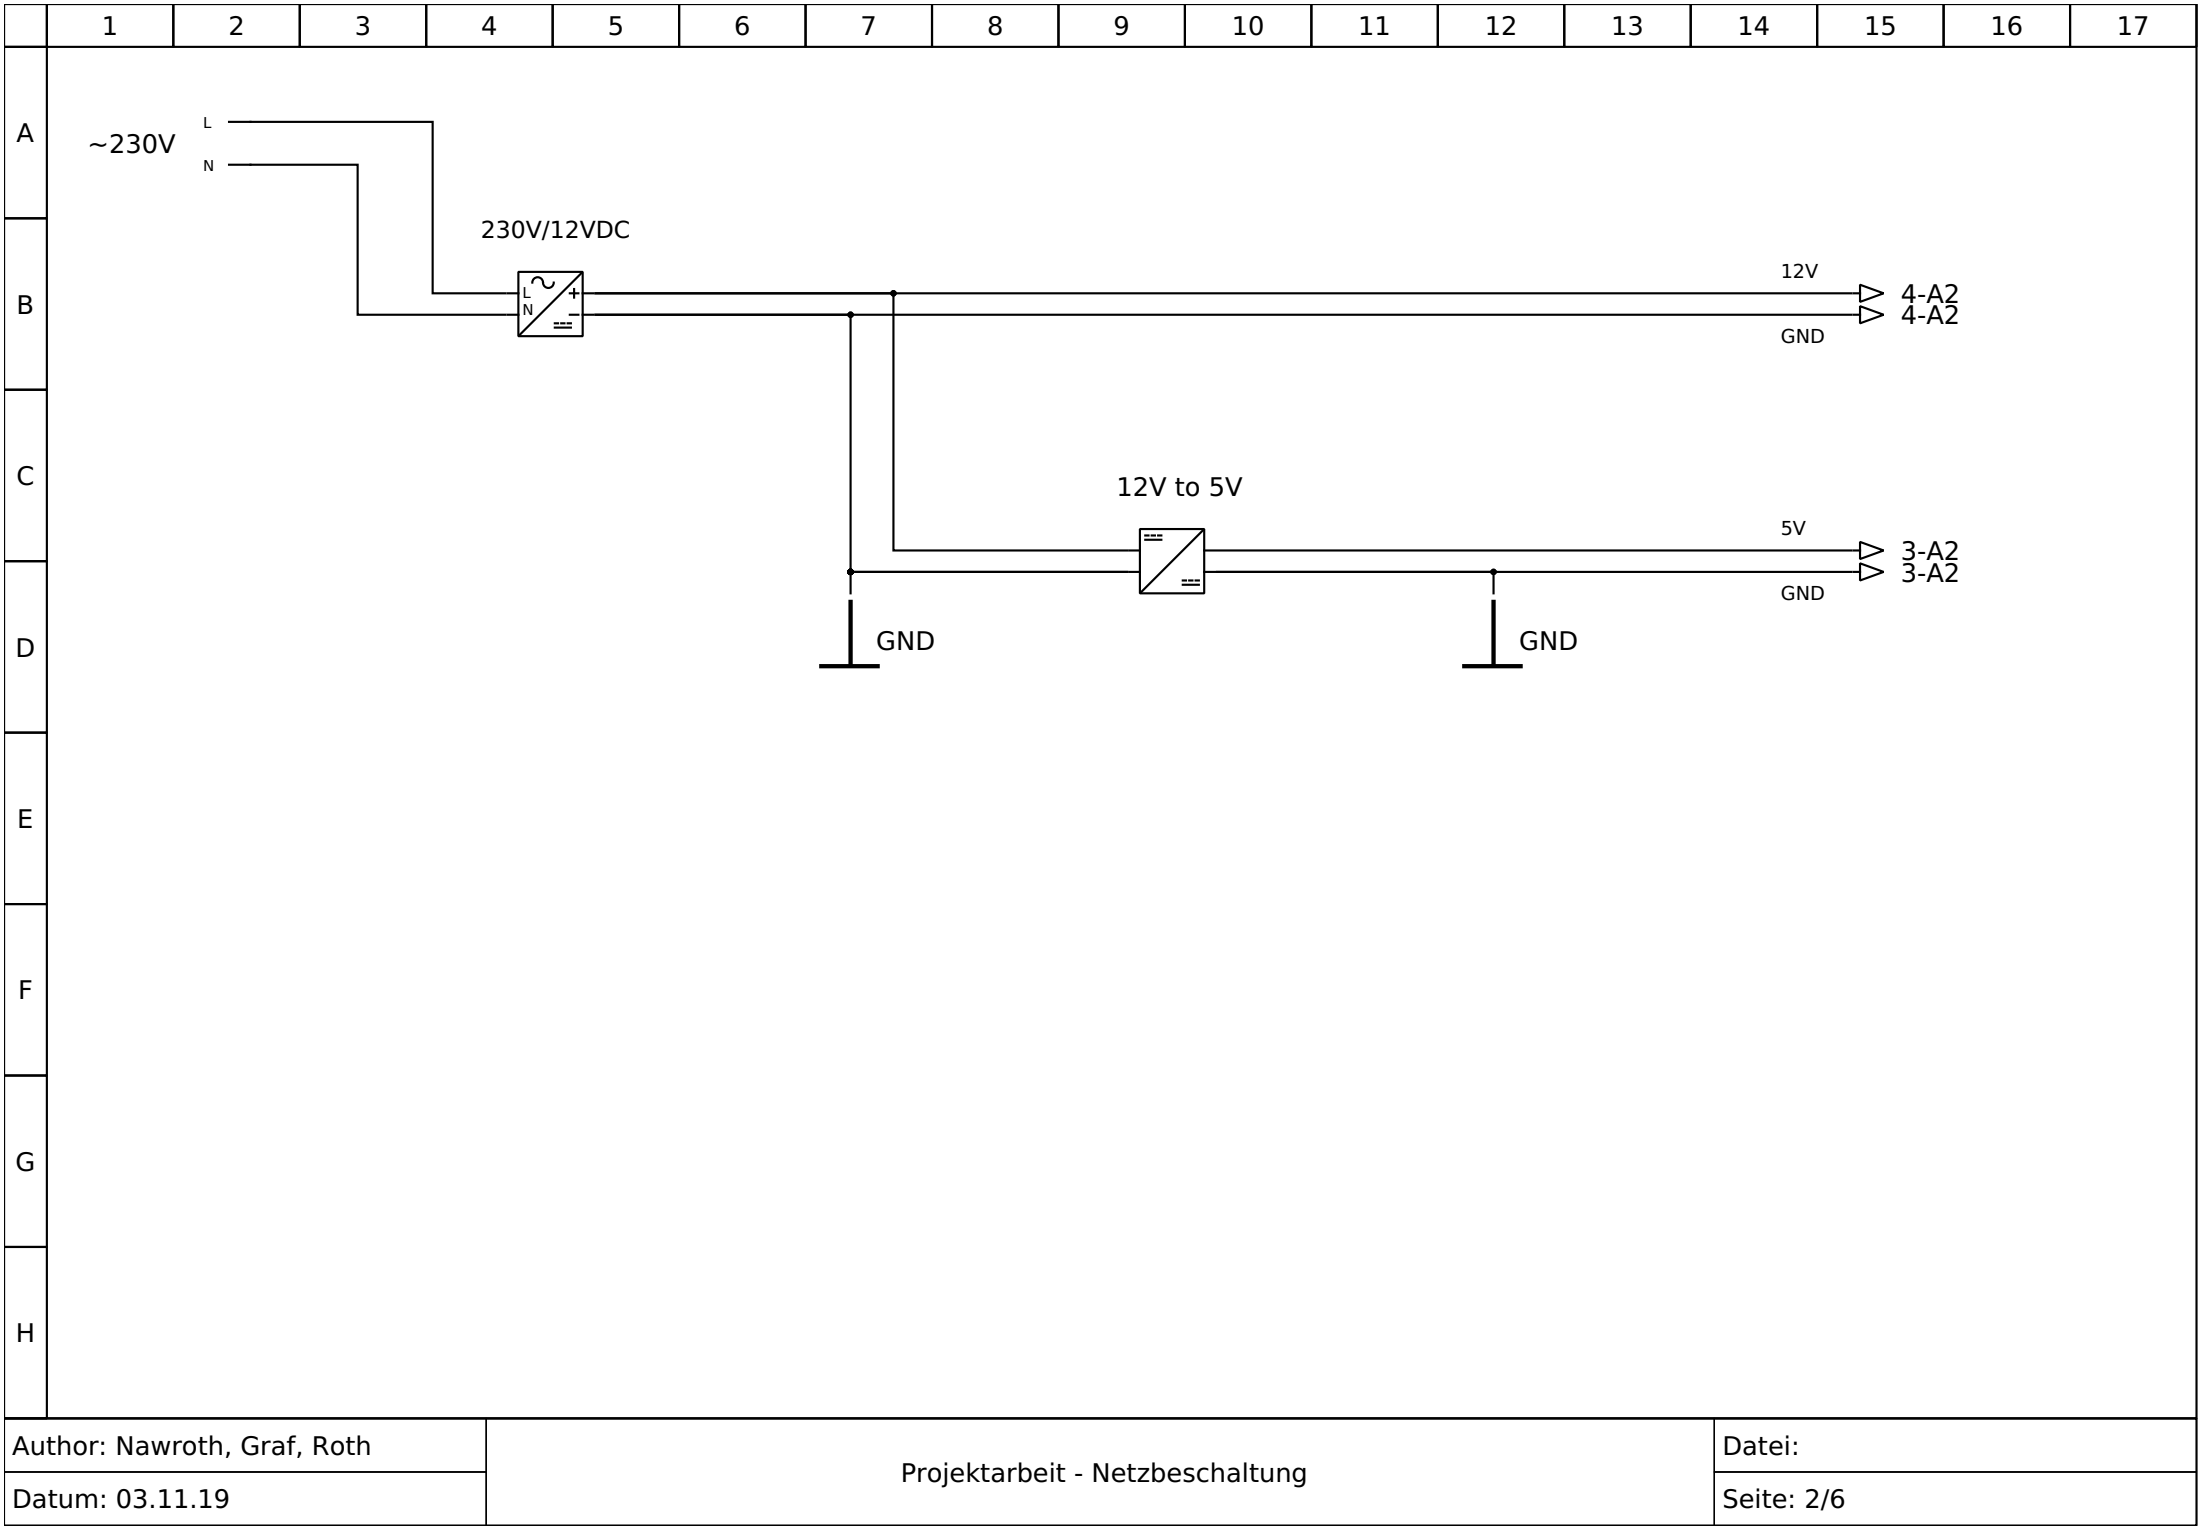 1 2 3 4 5 6 7 8 9 10 11 12 13 14 15 16 17
A
L
~230V
N
B
230V/12VDC
L +
N −
12V
4-A2
4-A2
GND
C
12V to 5V
5V
3-A2
3-A2
GND
D
GND
GND
E
F
G
H
Author: Nawroth, Graf, Roth
Datum: 03.11.19
Projektarbeit - Netzbeschaltung
Datei:
Seite: 2/6